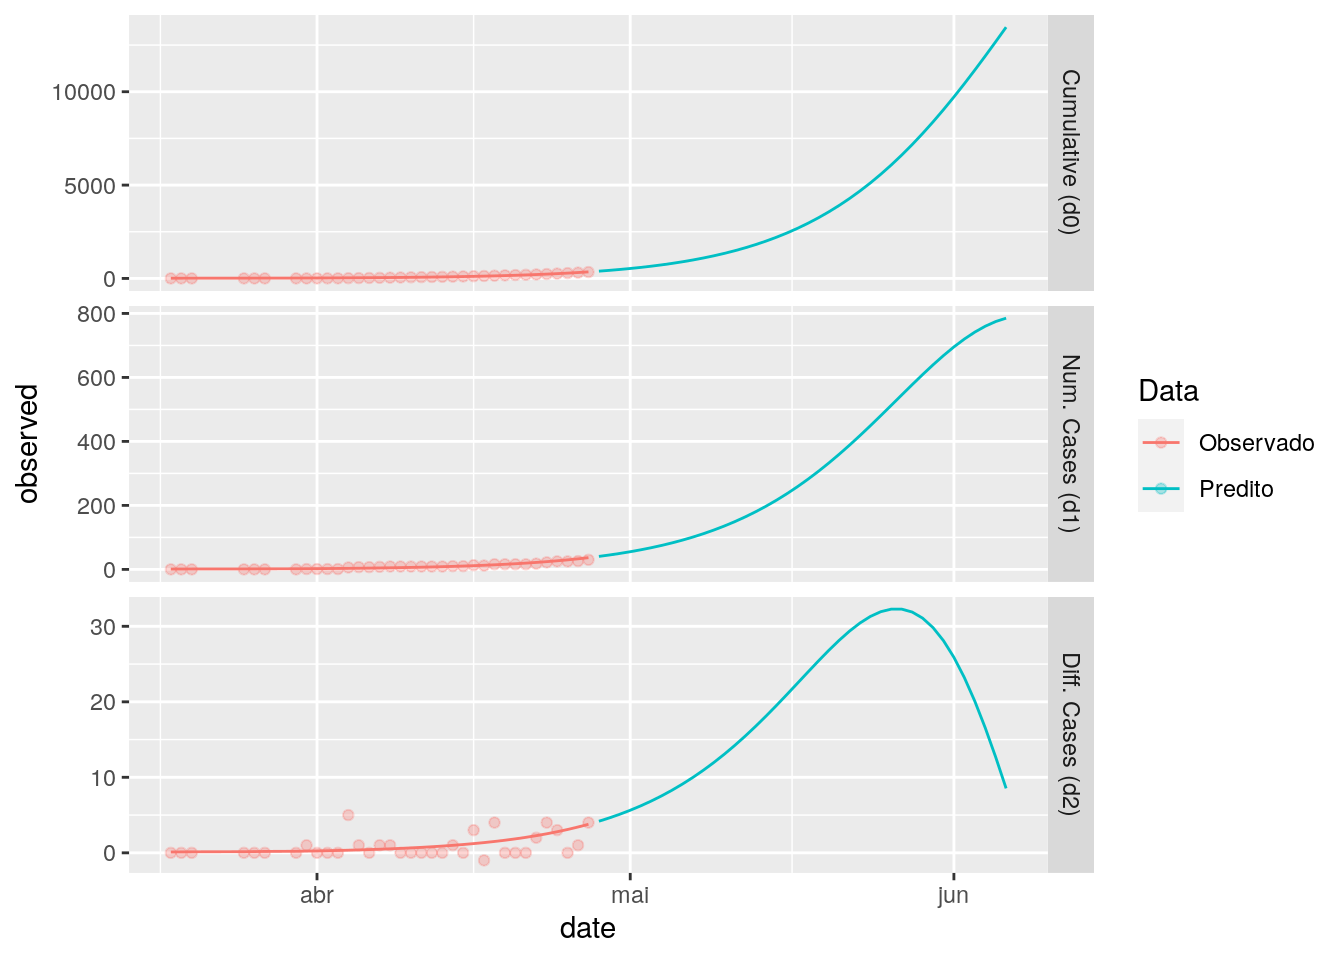 10000
5000
0
Cumulative (d0)
800
600
400
200
0
Num. Cases (d1)
30
20
10
0
Diff. Cases (d2)
observed
abr mai jun
date
Data
Observado
Predito